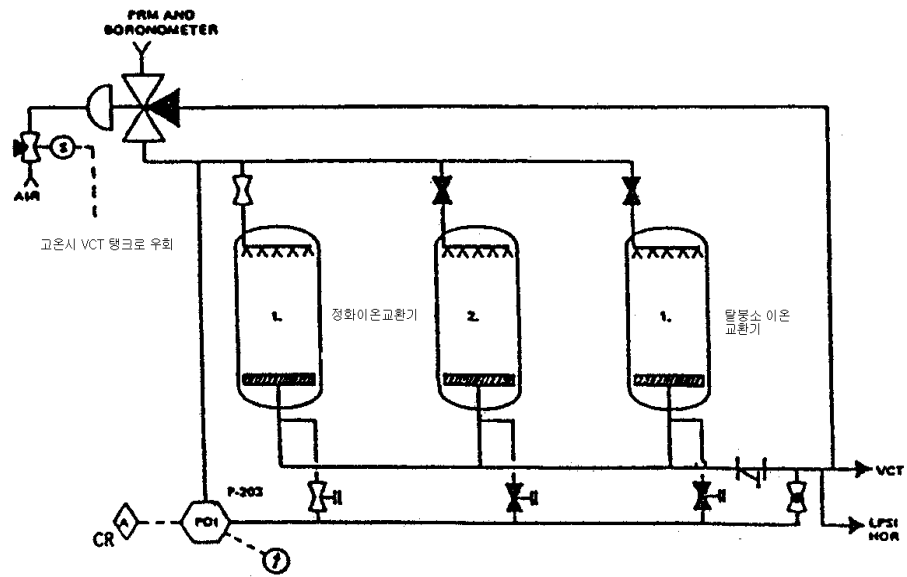 PRM AND
BORONOMETER
S
AIR
고온시 VCT 탱크로 우회
1.
정화이온교환기
2.
1.
탈붕소 이온
교환기
VCT
P-203
A
CR
PDI
LPSI
HDR